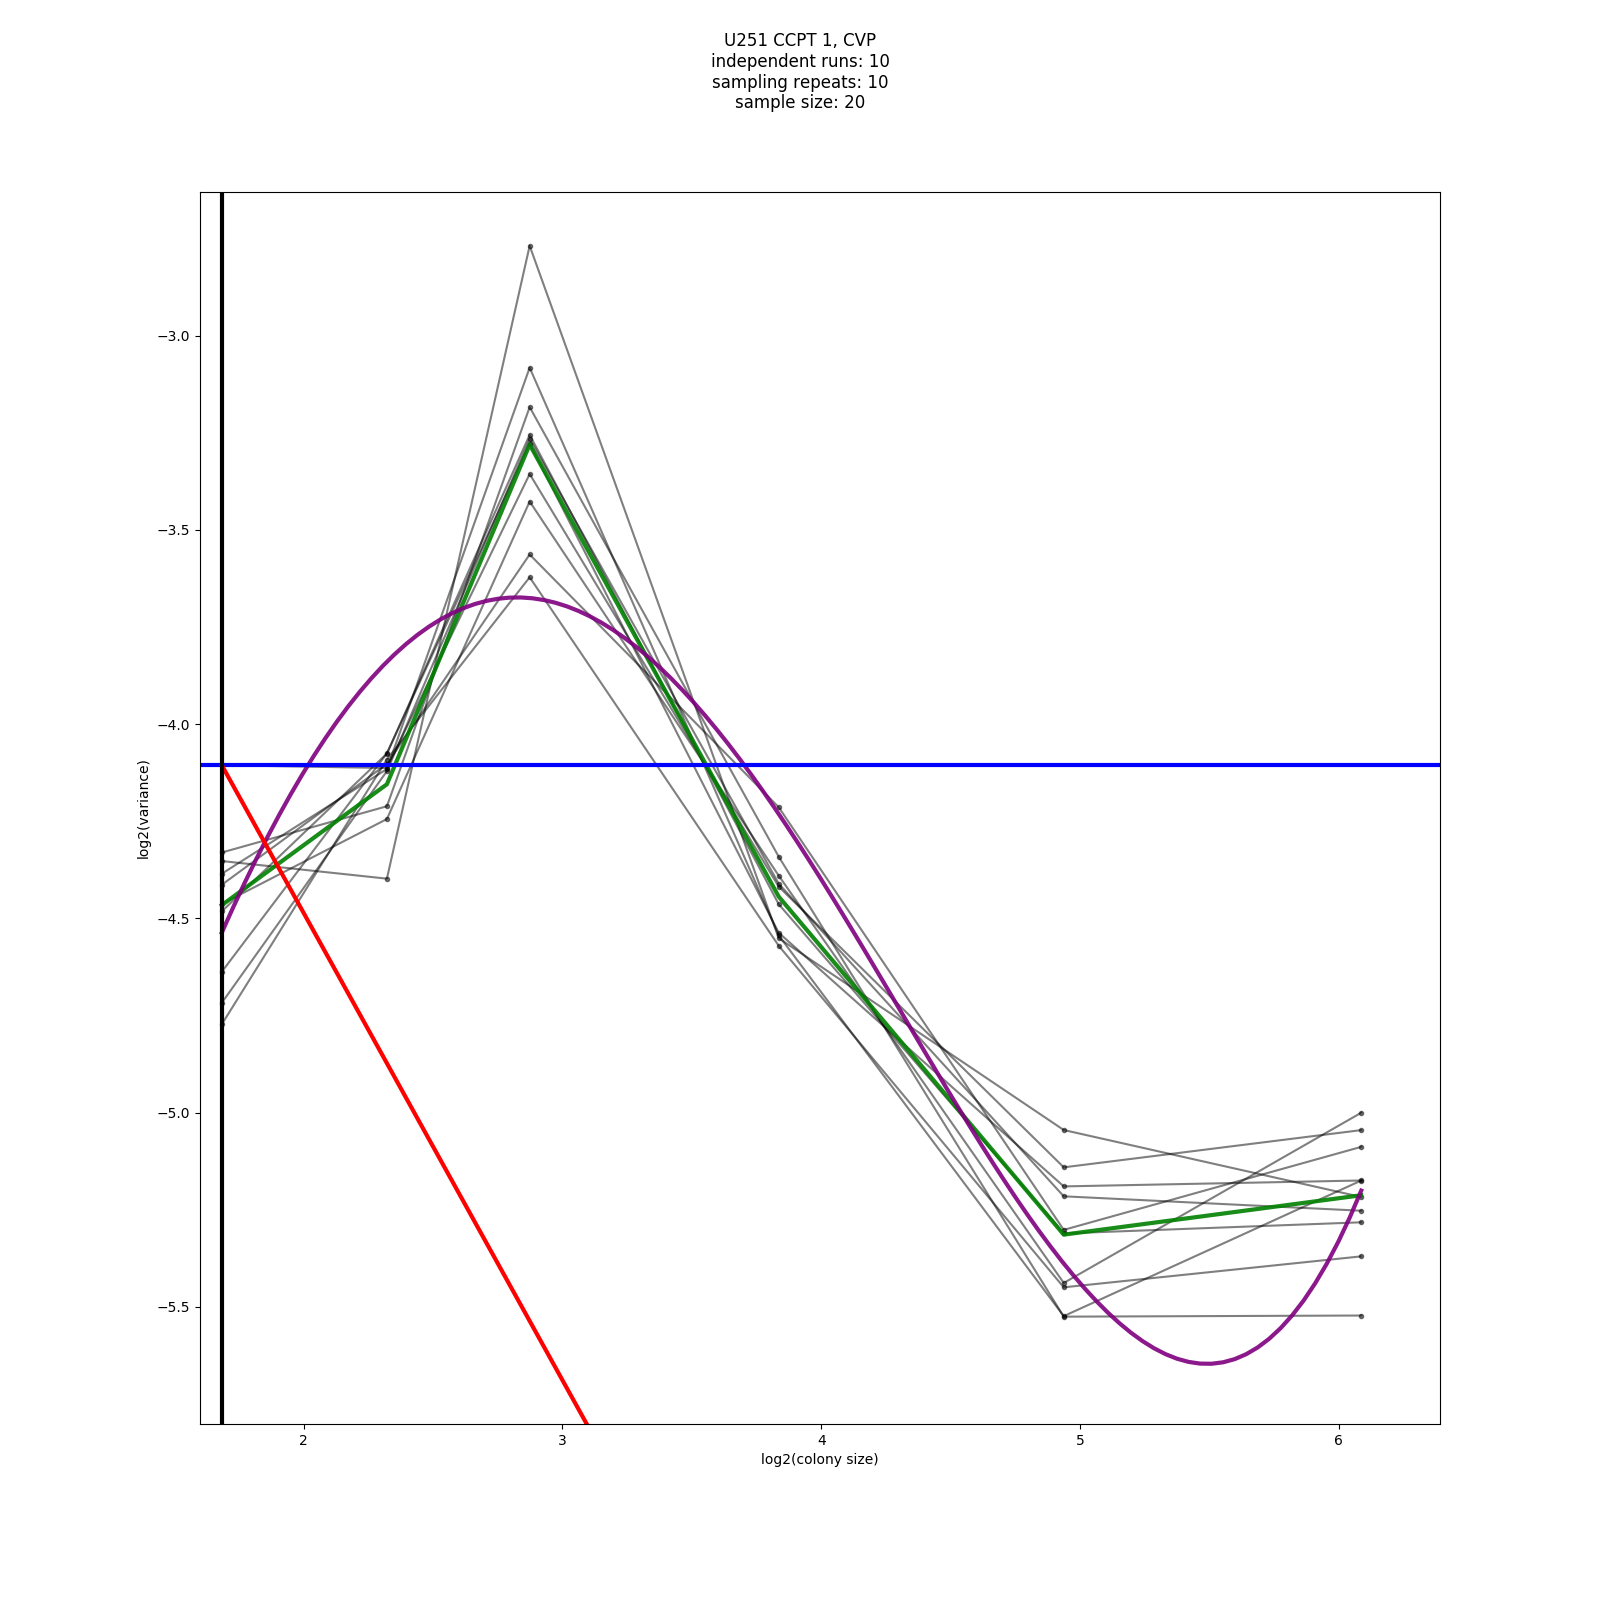 U251 CCPT 1, CVP
independent runs: 10
sampling repeats: 10
sample size: 20
−3.0
−3.5
−4.0
−4.5
−5.0
−5.5
log2(variance)
2
3
4
5
6
log2(colony size)